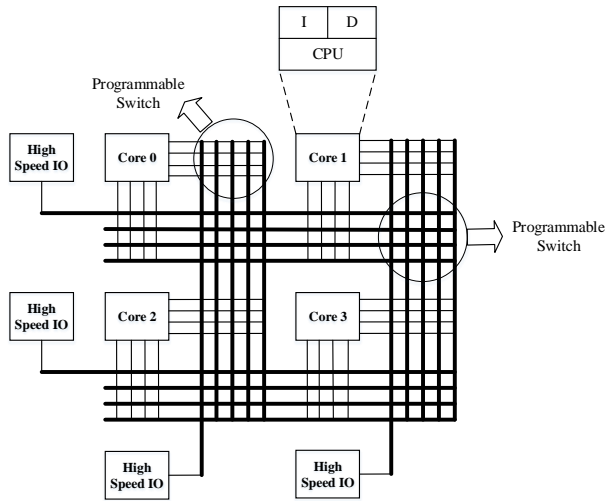 I D
CPU
Programmable
Switch
High
Speed IO
Core 0
Core 1
Programmable
Switch
High
Speed IO
Core 2
Core 3
High
Speed IO
High
Speed IO